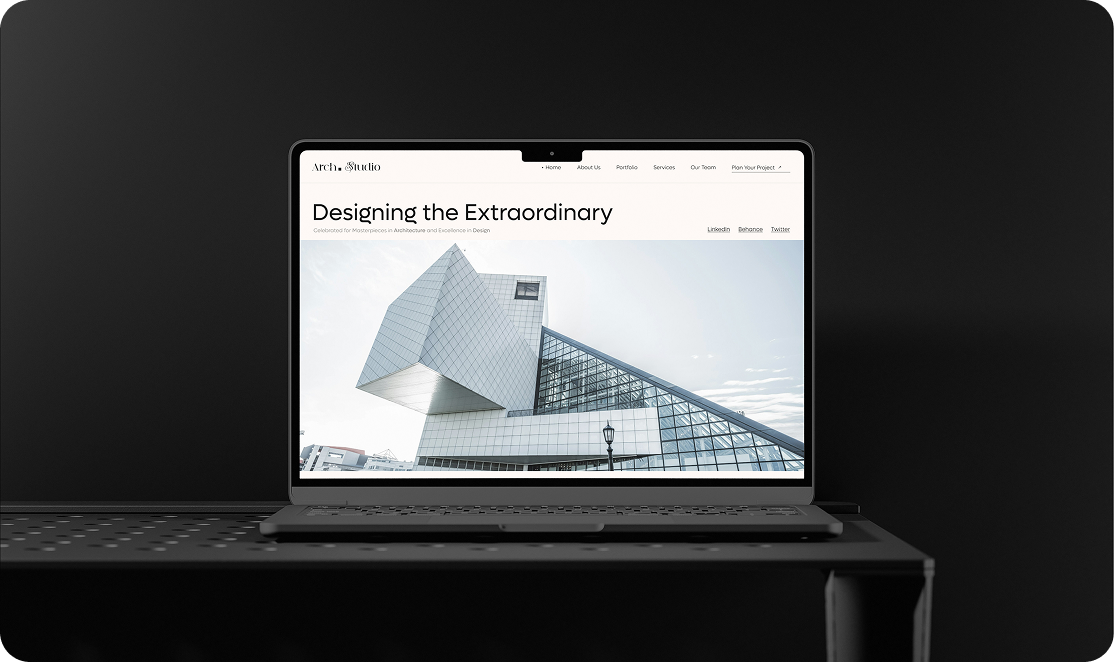 Arch. Studio
• Home About Us Portfolio Services Our Team Plan Your Project ↗
Designing the Extraordinary
Celebrated for Masterpieces in Architecture and Excellence in Design
Linkedin Behance Twitter